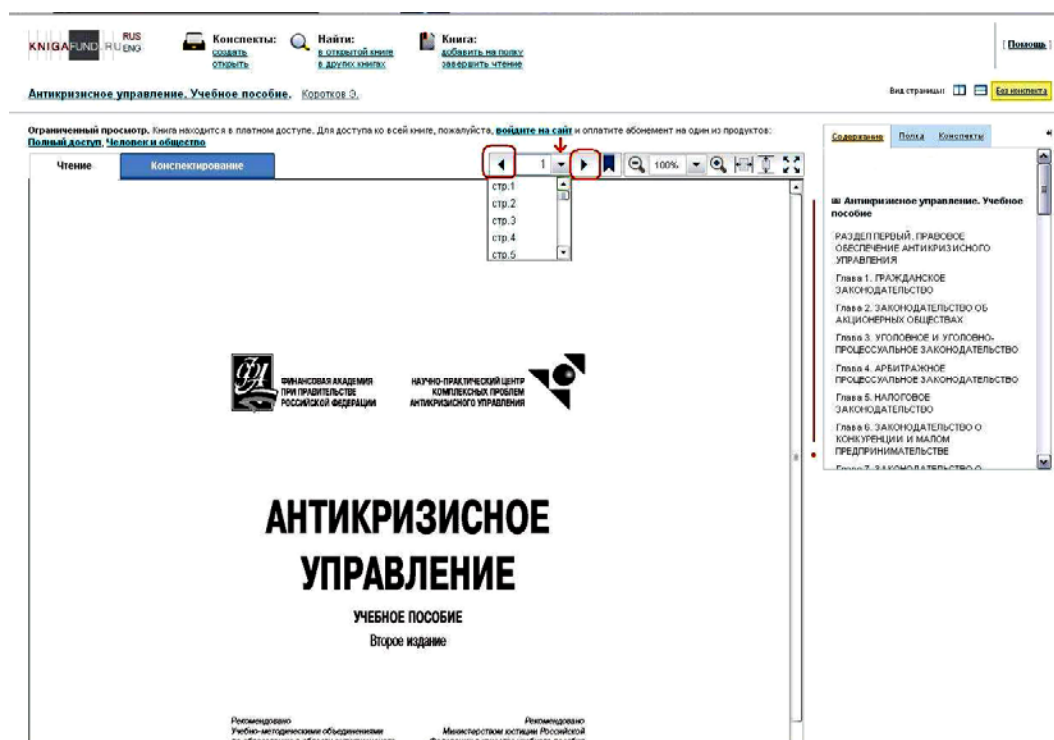 KNIGAFUND.RU
RUS
ENG
Конспекты:
создать
открыть
Найти:
в открытой книге
в других книгах
Книга:
добавить на полку
завершить чтение
[ Помощь ]
Антикризисное управление. Учебное пособие. Коротков Э.
Вид страницы:
Без конспекта
Ограниченный просмотр. Книга находится в платном доступе. Для доступа ко всей книге, пожалуйста, войдите на сайт и оплатите абонемент на один из продуктов:
Полный доступ, Человек и общество
Чтение
Конспектирование
1
100%
стр.1
стр.2
стр.3
стр.4
стр.5
ФИНАНСОВАЯ АКАДЕМИЯ
ПРИ ПРАВИТЕЛЬСТВЕ
РОССИЙСКОЙ ФЕДЕРАЦИИ
НАУЧНО-ПРАКТИЧЕСКИЙ ЦЕНТР
КОМПЛЕКСНЫХ ПРОБЛЕМ
АНТИКРИЗИСНОГО УПРАВЛЕНИЯ
АНТИКРИЗИСНОЕ
УПРАВЛЕНИЕ
УЧЕБНОЕ ПОСОБИЕ
Второе издание
Рекомендовано
Учебно-методическими объединениями
Рекомендовано
Министерством юстиции Российской
Содержание
Полка
Конспекты
Антикризисное управление. Учебное
пособие
РАЗДЕЛ ПЕРВЫЙ. ПРАВОВОЕ
ОБЕСПЕЧЕНИЕ АНТИКРИЗИСНОГО
УПРАВЛЕНИЯ
Глава 1. ГРАЖДАНСКОЕ
ЗАКОНОДАТЕЛЬСТВО
Глава 2. ЗАКОНОДАТЕЛЬСТВО ОБ
АКЦИОНЕРНЫХ ОБЩЕСТВАХ
Глава 3. УГОЛОВНОЕ И УГОЛОВНО-
ПРОЦЕССУАЛЬНОЕ ЗАКОНОДАТЕЛЬСТВО
Глава 4. АРБИТРАЖНОЕ
ПРОЦЕССУАЛЬНОЕ ЗАКОНОДАТЕЛЬСТВО
Глава 5. НАЛОГОВОЕ
ЗАКОНОДАТЕЛЬСТВО
Глава 6. ЗАКОНОДАТЕЛЬСТВО О
КОНКУРЕНЦИИ И МАЛОМ
ПРЕДПРИНИМАТЕЛЬСТВЕ
Глава 7. ЗАКОНОДАТЕЛЬСТВО О